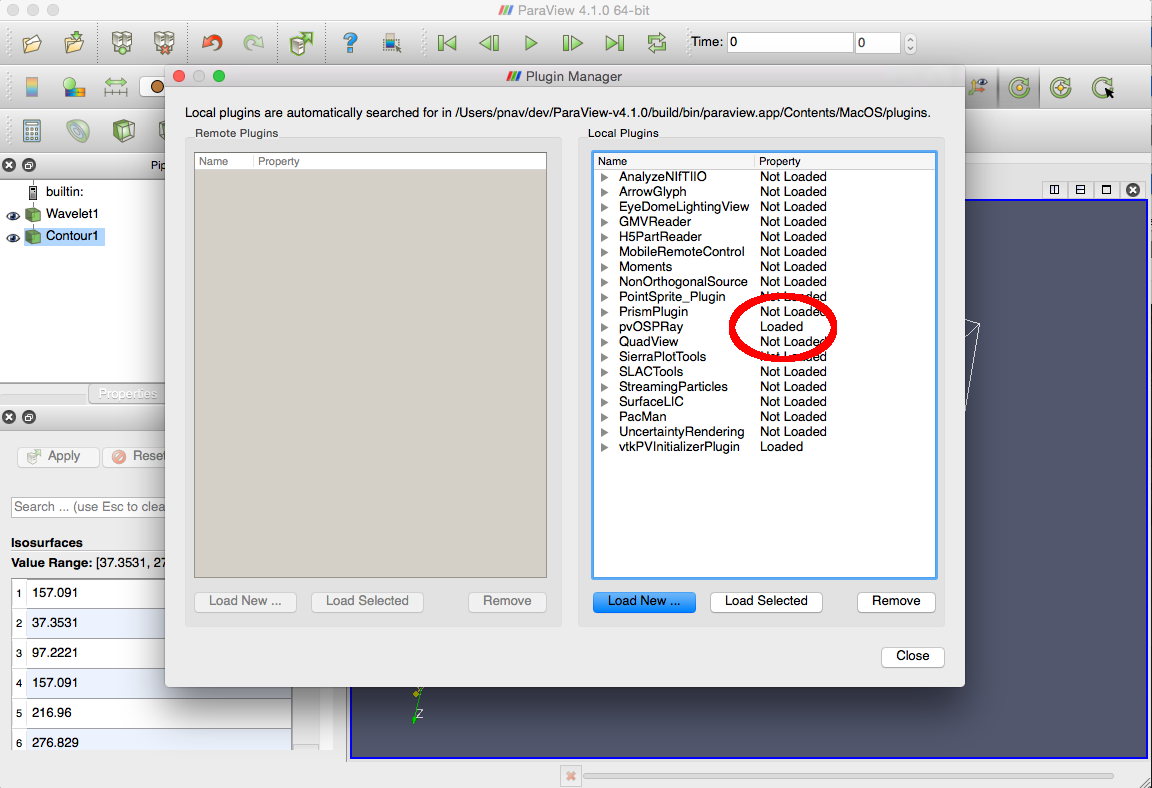 ParaView 4.1.0 64-bit
Time: 0 0
Plugin Manager
Local plugins are automatically searched for in /Users/pnav/dev/ParaView-v4.1.0/build/bin/paraview.app/Contents/MacOS/plugins.
Pip
builtin:
Wavelet1
Contour1
Properties
Apply Reset
Search ... (use Esc to clea
Isosurfaces
Value Range: [37.3531, 27
1 157.091
2 37.3531
3 97.2221
4 157.091
5 216.96
6 276.829
Remote Plugins
Name Property
Load New ... Load Selected Remove
Local Plugins
Name Property
AnalyzeNIfTIIO Not Loaded
ArrowGlyph Not Loaded
EyeDomeLightingView Not Loaded
GMVReader Not Loaded
H5PartReader Not Loaded
MobileRemoteControl Not Loaded
Moments Not Loaded
NonOrthogonalSource Not Loaded
PointSprite_Plugin Not Loaded
PrismPlugin Not Loaded
pvOSPRay Loaded
QuadView Not Loaded
SierraPlotTools Not Loaded
SLACTools Not Loaded
StreamingParticles Not Loaded
SurfaceLIC Not Loaded
PacMan Not Loaded
UncertaintyRendering Not Loaded
vtkPVInitializerPlugin Loaded
Load New ... Load Selected Remove
Close
Z